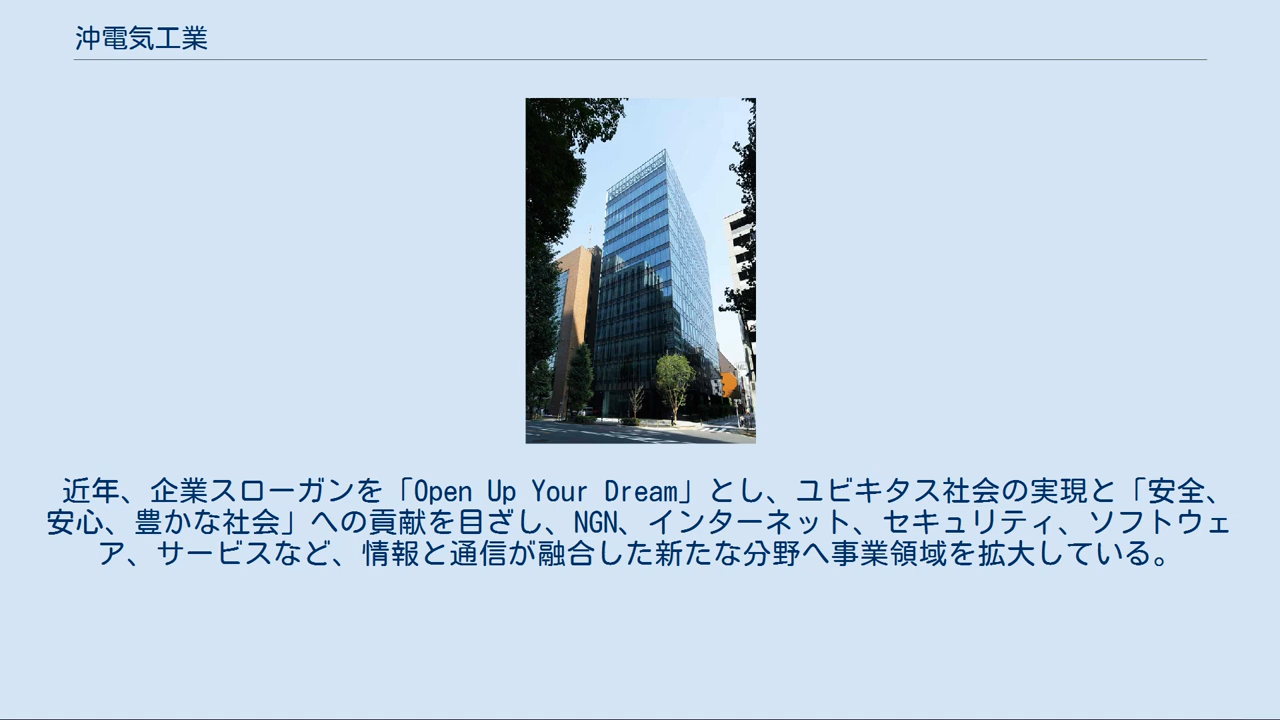 沖電気工業
近年、企業スローガンを「Open Up Your Dream」とし、ユビキタス社会の実現と「安全、
安心、豊かな社会」への貢献を目ざし、NGN、インターネット、セキュリティ、ソフトウェ
ア、サービスなど、情報と通信が融合した新たな分野へ事業領域を拡大している。